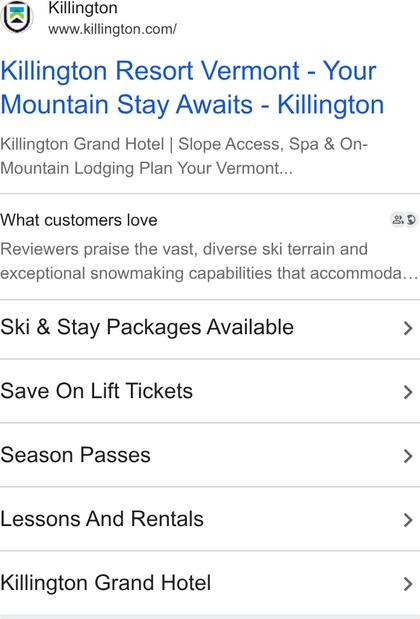 Killington
www.killington.com/
Killington Resort Vermont - Your
Mountain Stay Awaits - Killington
Killington Grand Hotel | Slope Access, Spa & On-
Mountain Lodging Plan Your Vermont...
What customers love
Reviewers praise the vast, diverse ski terrain and
exceptional snowmaking capabilities that accommoda...
Ski & Stay Packages Available
Save On Lift Tickets
Season Passes
Lessons And Rentals
Killington Grand Hotel